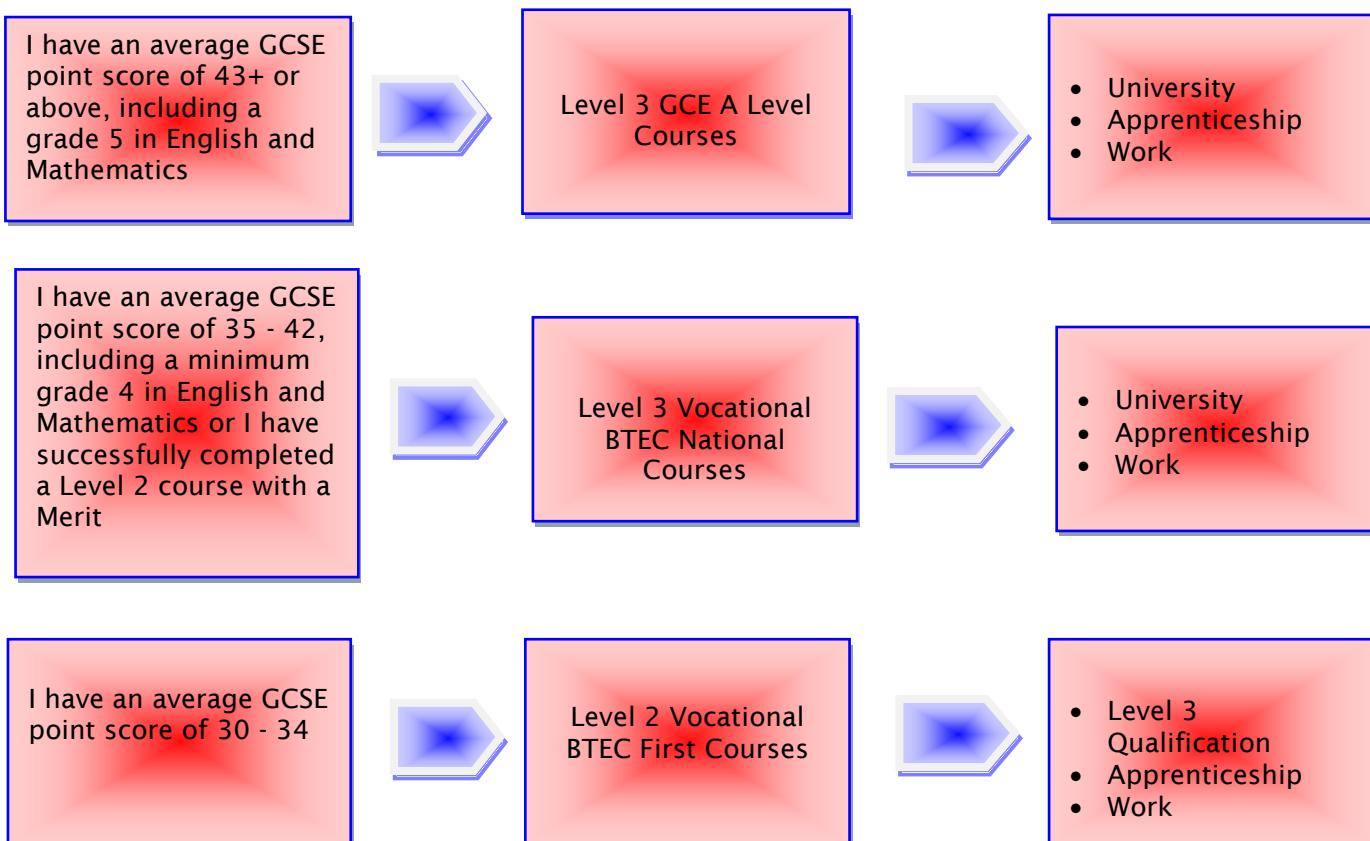 I have an average GCSE
point score of 43+ or
above, including a
grade 5 in English and
Mathematics
Level 3 GCE A Level
Courses
• University
• Apprenticeship
• Work
I have an average GCSE
point score of 35 - 42,
including a minimum
grade 4 in English and
Mathematics or I have
successfully completed
a Level 2 course with a
Merit
Level 3 Vocational
BTEC National
Courses
• University
• Apprenticeship
• Work
I have an average GCSE
point score of 30 - 34
Level 2 Vocational
BTEC First Courses
• Level 3
Qualification
• Apprenticeship
• Work